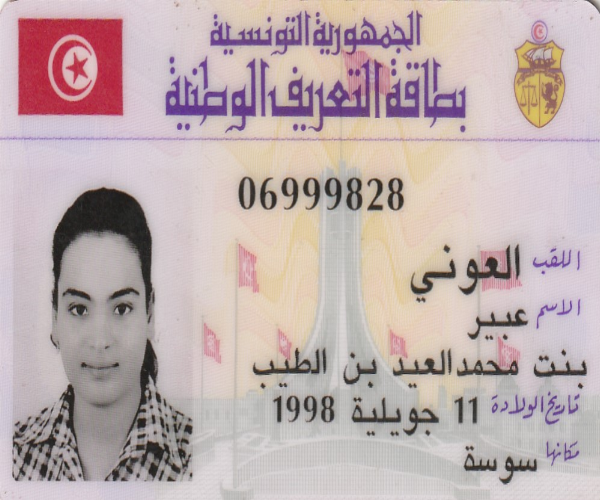 الجمهورية التونسية
بطاقة التعريف الوطنية
06999828
اللقب العوني
الاسم عبير
بنت محمدالعيد بن الطيب
تاريخ الولادة 11 جويلية 1998
مكانها سوسة